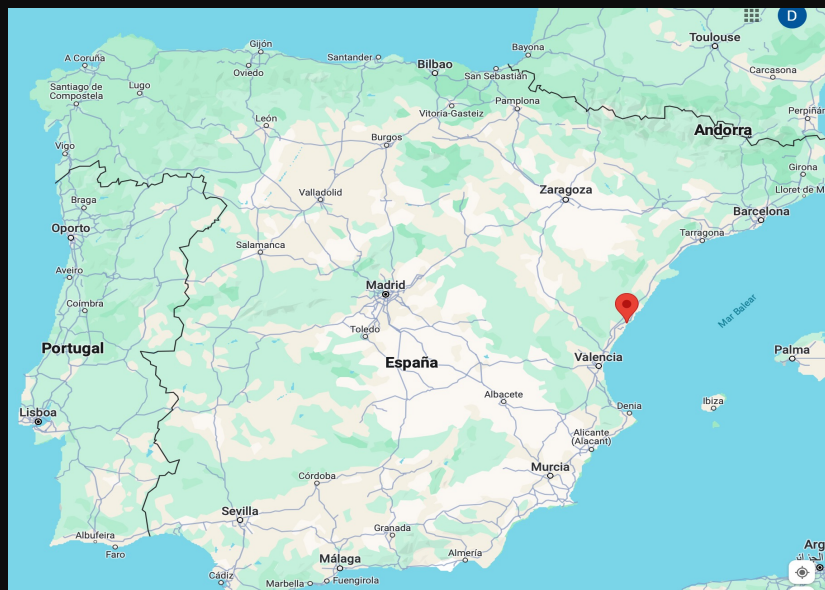 D
Toulouse
Gijón
A Coruña
Santander
Bayona
Bilbao
Oviedo
San Sebastián
Carcasona
Santiago de
Compostela
Lugo
Vitoria-Gasteiz
Pamplona
Perpiñán
León
Andorra
Burgos
Vigo
Girona
Valladolid
Zaragoza
Lloret de M
Braga
Barcelona
Oporto
Tarragona
Salamanca
Aveiro
Madrid
Mar Balear
Coimbra
Toledo
Portugal
Palma
España
Valencia
Albacete
Ibiza
Lisboa
Denia
Alicante
(Alacant)
Murcia
Córdoba
Sevilla
Granada
Albufeira
Faro
Almería
Arg
Málaga
Cádiz
Marbella
Fuengirola